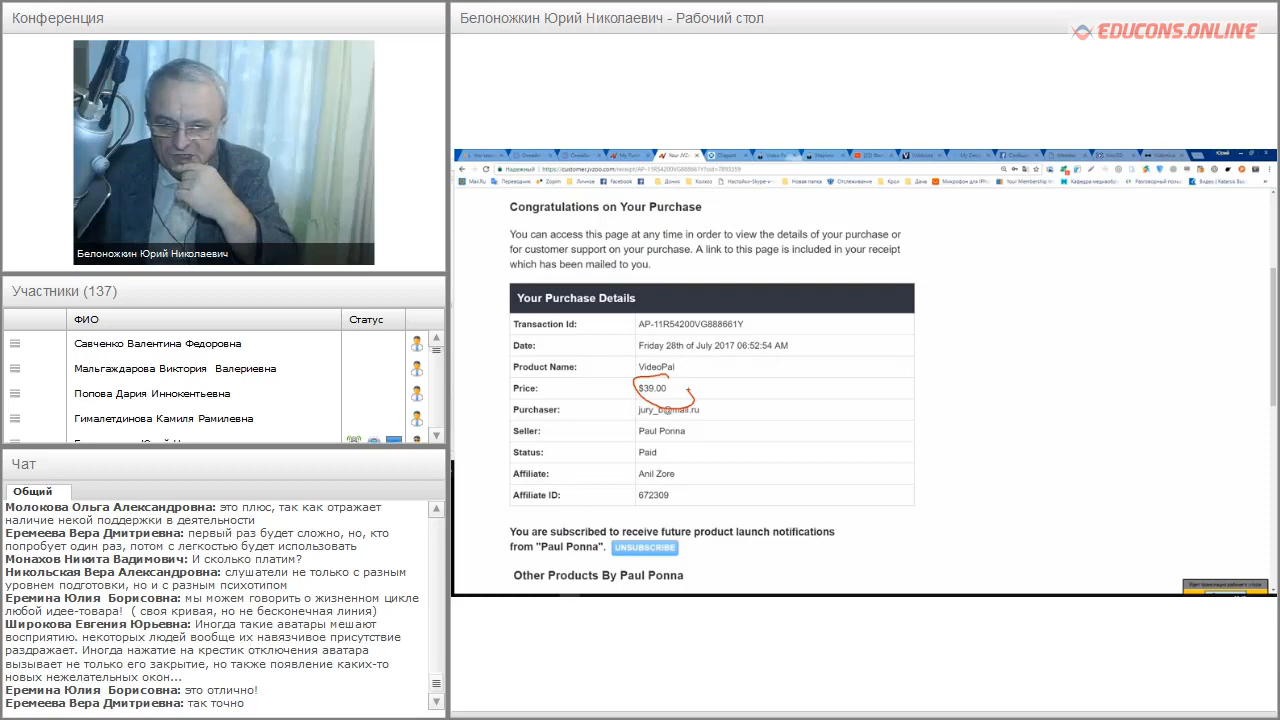 Конференция
Белоножкин Юрий Николаевич
Участники (137)
ФИО
Статус
Савченко Валентина Федоровна
Мальгаждарова Виктория Валериевна
Попова Дария Иннокентьевна
Гималетдинова Камиля Рамилевна
Чат
Общий
Молокова Ольга Александровна: это плюс, так как отражает
наличие некой поддержки в деятельности
Еремеева Вера Дмитриевна: первый раз будет сложно, но, кто
попробует один раз, потом с легкостью будет использовать
Монахов Никита Вадимович: И сколько платим?
Никольская Вера Александровна: слушатели не только с разным
уровнем подготовки, но и с разным психотипом
Еремина Юлия Борисовна: мы можем говорить о жизненном цикле
любой идее-товара! ( своя кривая, но не бесконечная линия)
Широкова Евгения Юрьевна: Иногда такие аватары мешают
восприятию. некоторых людей вообще их навязчивое присутствие
раздражает. Иногда нажатие на крестик отключения аватара
вызывает не только его закрытие, но также появление каких-то
новых нежелательных окон...
Еремина Юлия Борисовна: это отлично!
Еремеева Вера Дмитриевна: так точно
Белоножкин Юрий Николаевич - Рабочий стол
EDUCONS.ONLINE
Congratulations on Your Purchase
You can access this page at any time in order to view the details of your purchase or
for customer support on your purchase. A link to this page is included in your receipt
which has been mailed to you.
Your Purchase Details
Transaction Id: AP-11R54200VG888661Y
Date: Friday 28th of July 2017 06:52:54 AM
Product Name: VideoPal
Price: $39.00
Purchaser: jury_b@mail.ru
Seller: Paul Ponna
Status: Paid
Affiliate: Anil Zore
Affiliate ID: 672309
You are subscribed to receive future product launch notifications
from "Paul Ponna". UNSUBSCRIBE
Other Products By Paul Ponna